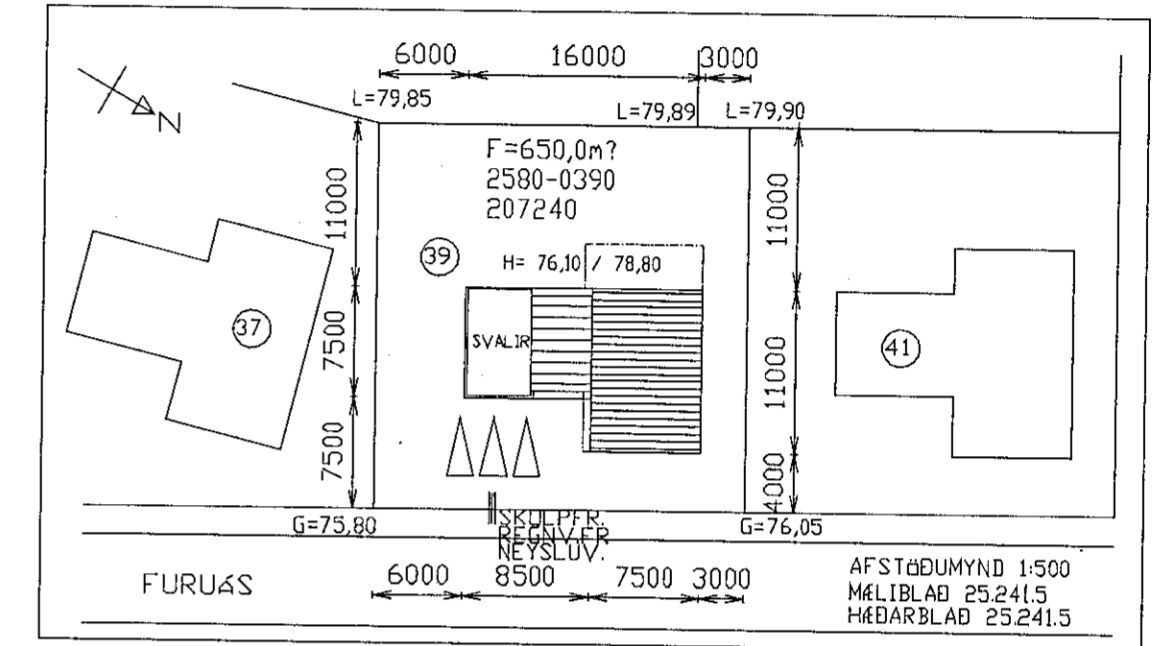 6000 16000 3000
N
L=79,85 L=79,89 L=79,90
F=650,0m?
2580-0390
207240
11000
11000
39
H= 76,10 / 78,80
37
7500
SVALIR
41
11000
7500
4000
G=75,80
SKOLPFR.
REGNV.FR
NEYSLUV.
G=76,05
FURUáS
6000 8500 7500 3000
AFSTöÐUMYND 1:500
MÆLIBLAÐ 25.241.5
HÆÐARBLAÐ 25.241.5